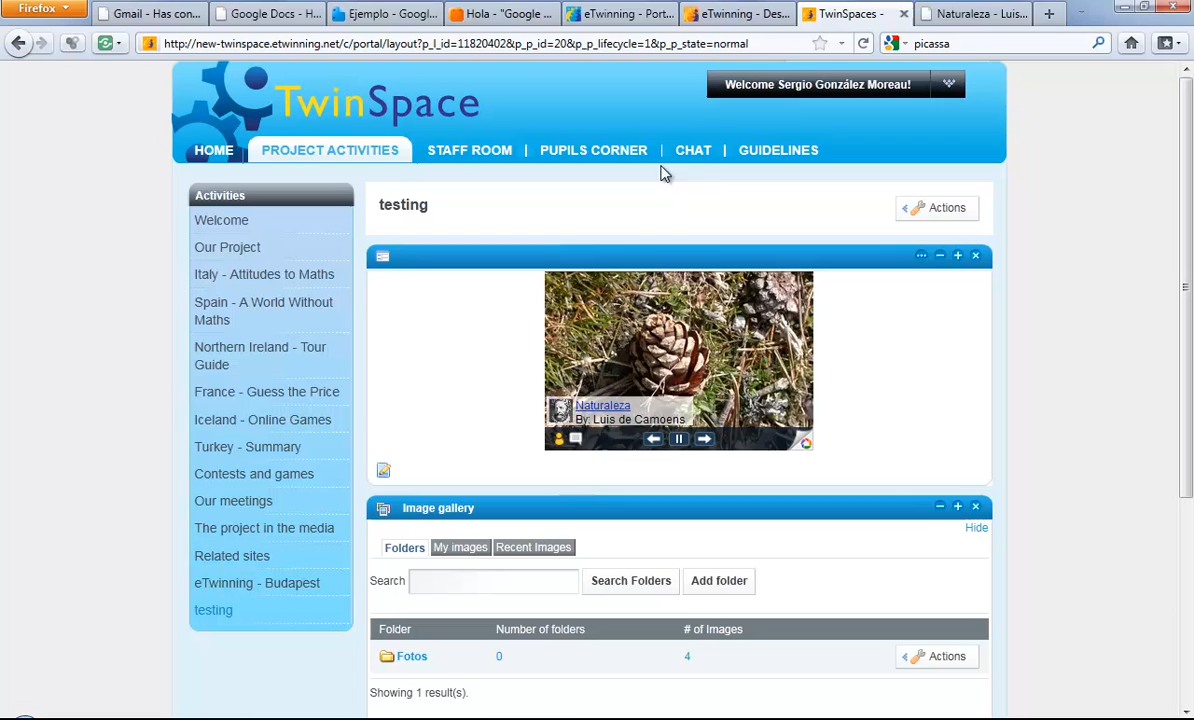 Firefox
Gmail - Has con...
Google Docs - H...
Ejemplo - Googl...
Hola - "Google ...
eTwinning - Port...
eTwinning - Des...
TwinSpaces -
Naturaleza - Luis...
http://new-twinspace.etwinning.net/c/portal/layout?p_l_id=11820402&p_p_id=20&p_p_lifecycle=1&p_p_state=normal
picassa
TwinSpace
Welcome Sergio González Moreau!
HOME
PROJECT ACTIVITIES
STAFF ROOM | PUPILS CORNER | CHAT | GUIDELINES
Activities
Welcome
Our Project
Italy - Attitudes to Maths
Spain - A World Without
Maths
Northern Ireland - Tour
Guide
France - Guess the Price
Iceland - Online Games
Turkey - Summary
Contests and games
Our meetings
The project in the media
Related sites
eTwinning - Budapest
testing
testing
Actions
Naturaleza
By: Luis de Camoens
Image gallery
Hide
Folders
My images
Recent Images
Search
Search Folders
Add folder
Folder
Number of folders
# of Images
Fotos
0
4
Actions
Showing 1 result(s).